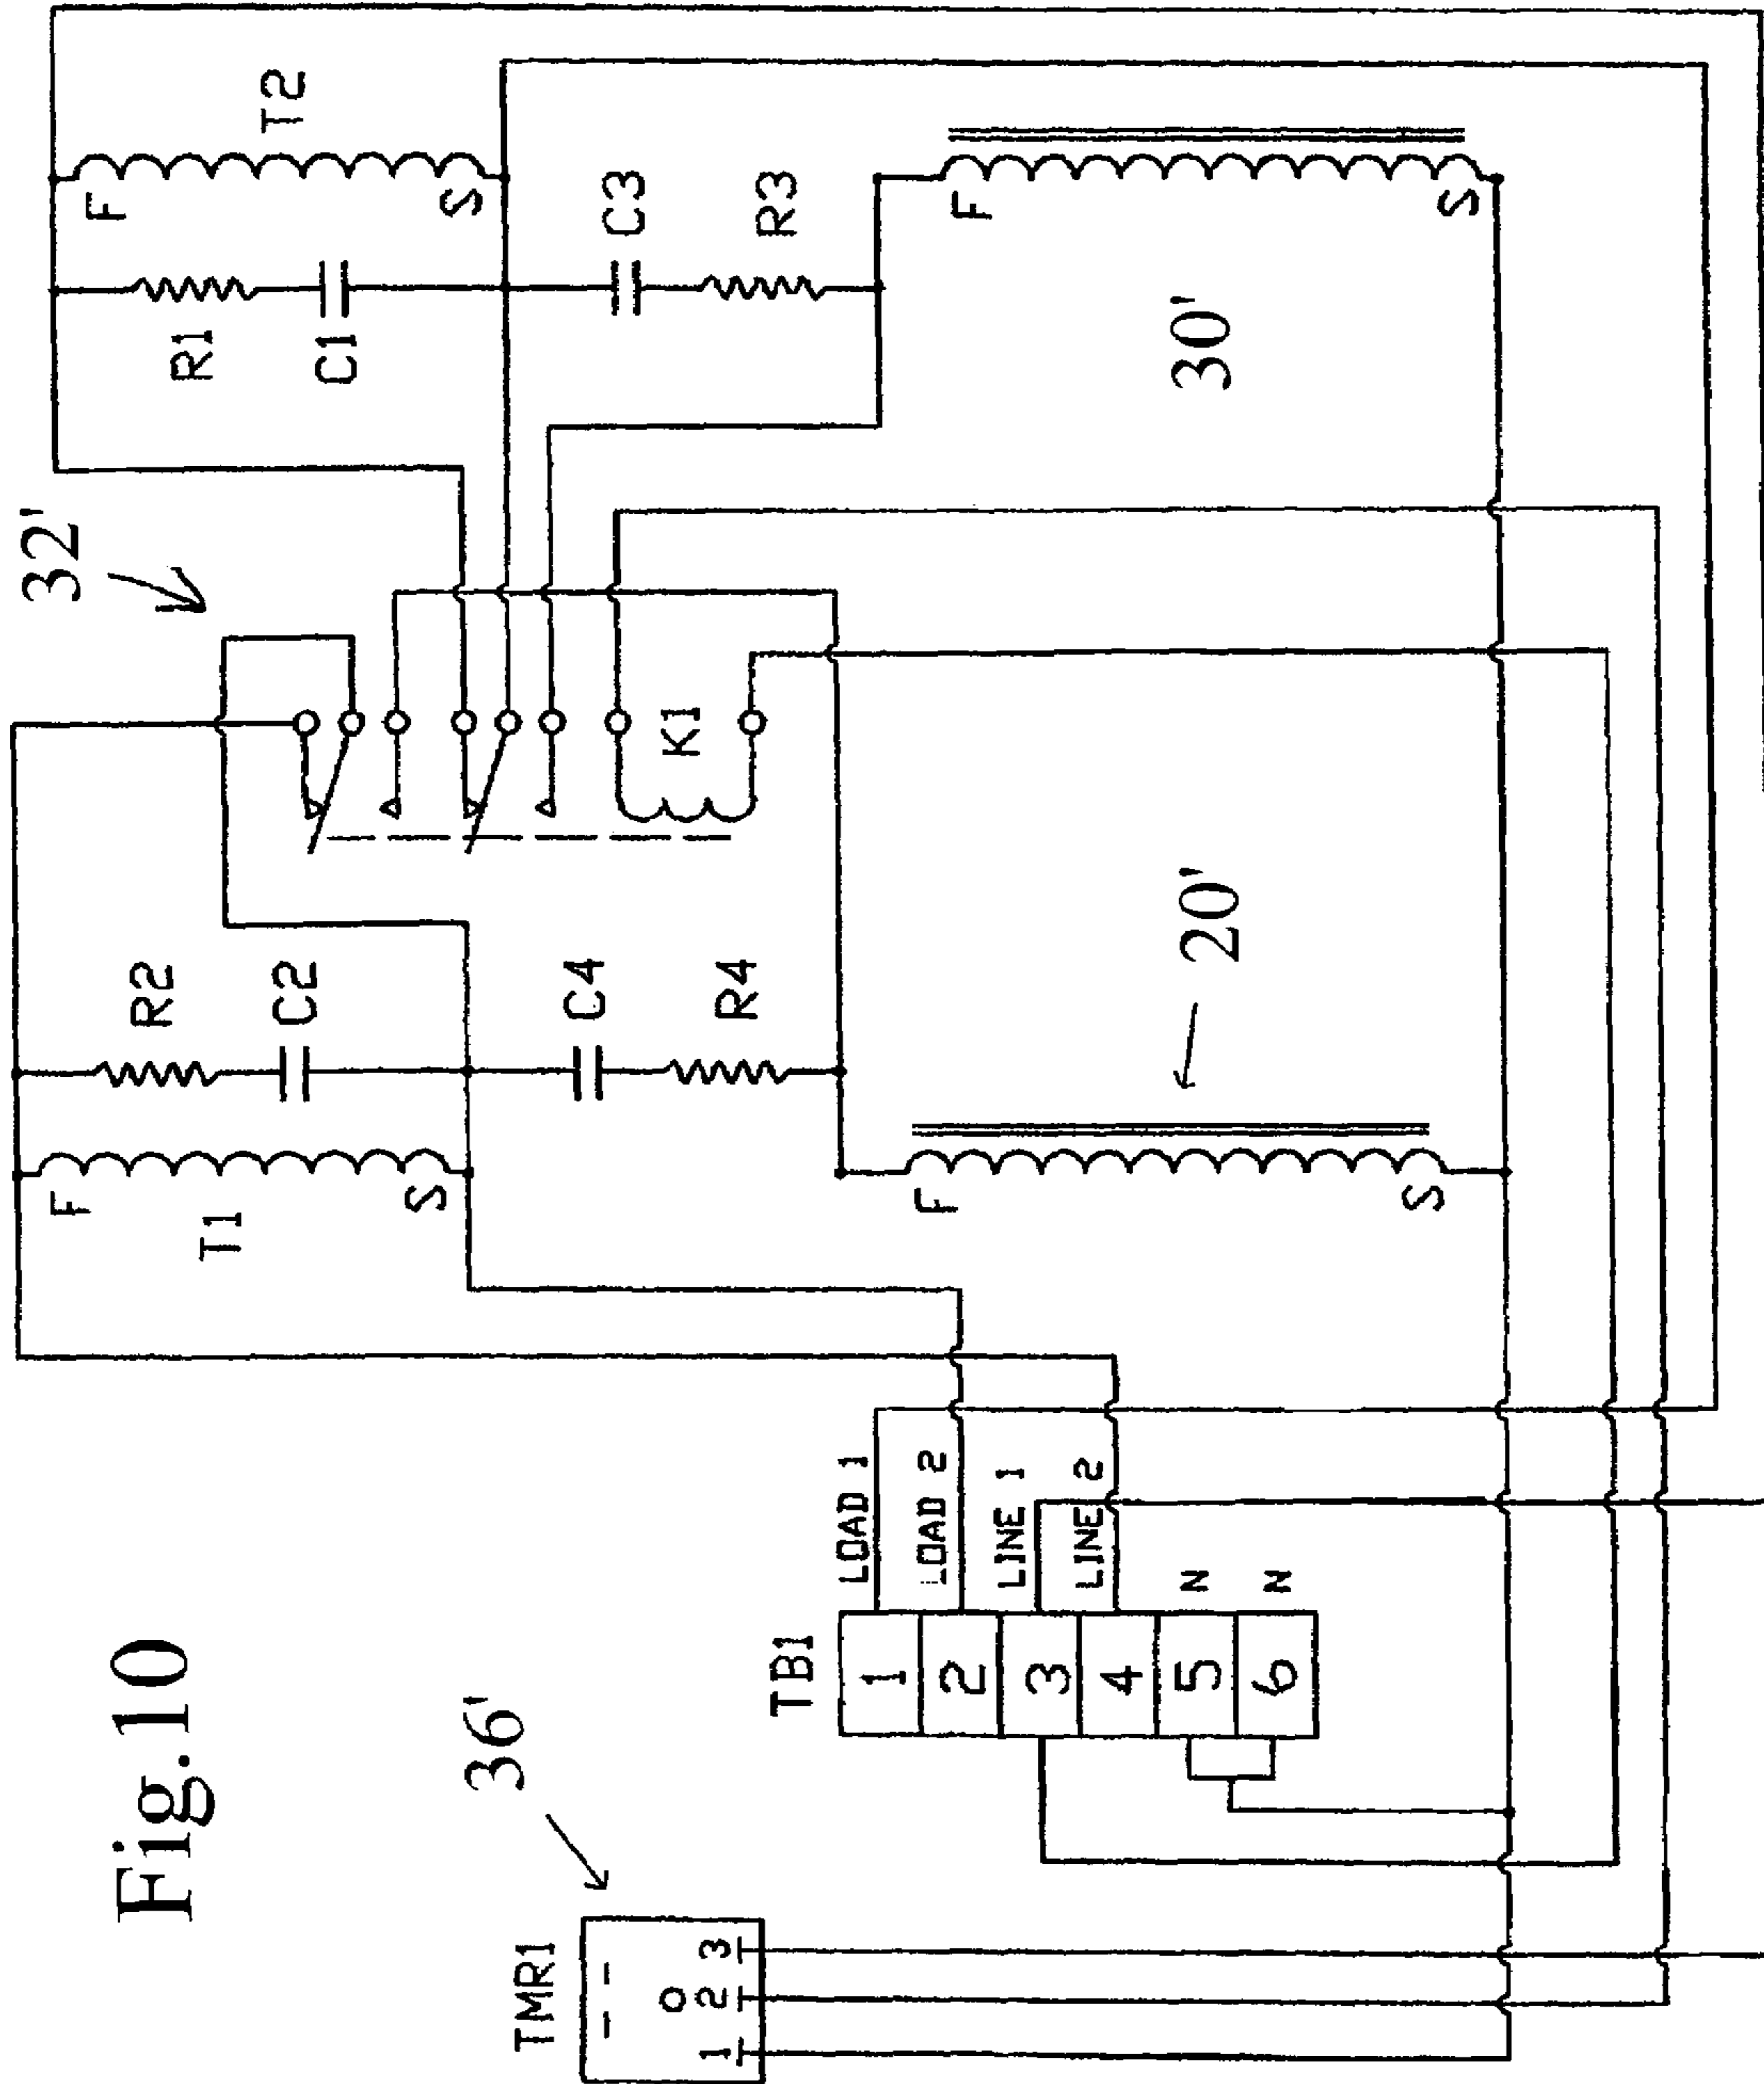 Fig.10
36'
TMR1
1 2 3
O
TB1
1
2
3
4
5
6
LOAD 1
LOAD 2
LINE 1
LINE 2
N
N
T1
F
S
R2
C2
C4
R4
20'
F
S
32'
K1
R1
C1
T2
F
S
C3
R3
30'
F
S